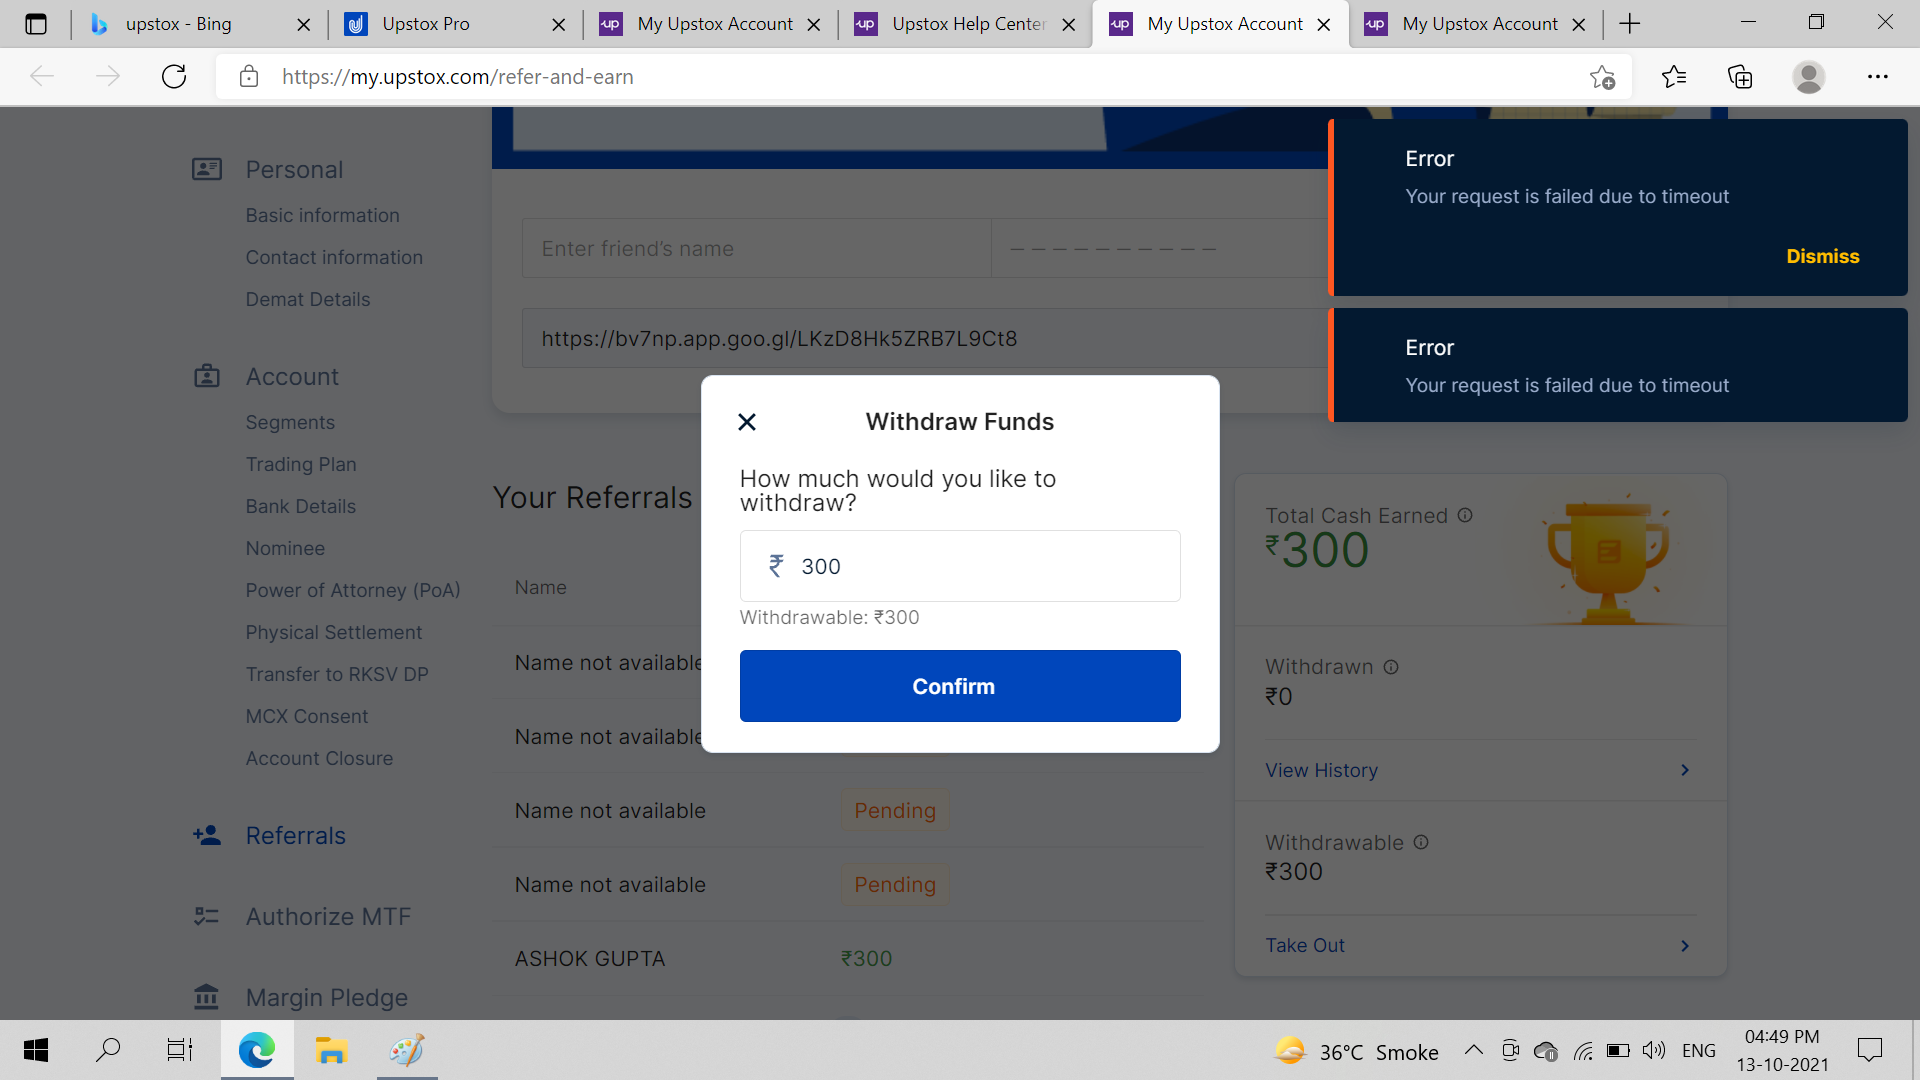 upstox - Bing
Upstox Pro
My Upstox Account
Upstox Help Center
My Upstox Account
My Upstox Account
https://my.upstox.com/refer-and-earn
Personal
Basic information
Contact information
Demat Details
Account
Segments
Trading Plan
Bank Details
Nominee
Power of Attorney (PoA)
Physical Settlement
Transfer to RKSV DP
MCX Consent
Account Closure
Referrals
Authorize MTF
Margin Pledge
Enter friend's name
https://bv7np.app.goo.gl/LKzD8Hk5ZRB7L9Ct8
Error
Your request is failed due to timeout
Dismiss
Error
Your request is failed due to timeout
Withdraw Funds
How much would you like to
withdraw?
₹ 300
Withdrawable: ₹300
Confirm
Your Referrals
Name
Name not available
Name not available
Name not available Pending
Name not available Pending
ASHOK GUPTA ₹300
Total Cash Earned
₹300
Withdrawn
₹0
View History
Withdrawable
₹300
Take Out
36°C Smoke
ENG
04:49 PM
13-10-2021